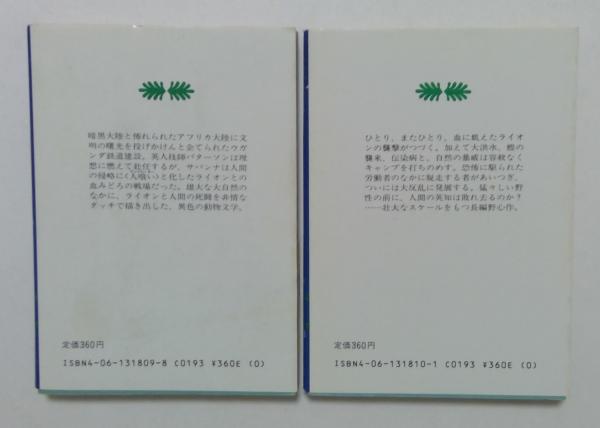 暗黒大陸と怖れられたアフリカ大陸に文
明の曙光を投げかけんと企てられたウガ
ンダ鉄道建設。英人技師パターソンは理
想に燃えて赴任するが、サバンナは人間
の侵略に〈人喰い〉と化したライオンとの
血みどろの戦場だった。雄大な大自然の
なかに、ライオンと人間の死闘を非情な
タッチで描き出した、異色の動物文学。
定価360円
ISBN4-06-131809-8 C0193 ¥360E (0)
ひとり、またひとり、血に飢えたライオ
ンの襲撃がつづく。加えて大洪水、蝗の
襲来、伝染病と、自然の暴威は容赦なく
キャンプを打ちのめす。恐怖に駆られた
労働者のなかに脱走する者があいつぎ、
ついには大反乱に発展する。猛々しい野
性の前に、人間の英知は敗れ去るのか?
……壮大なスケールをもつ長編野心作。
定価360円
ISBN4-06-131810-1 C0193 ¥360E (0)